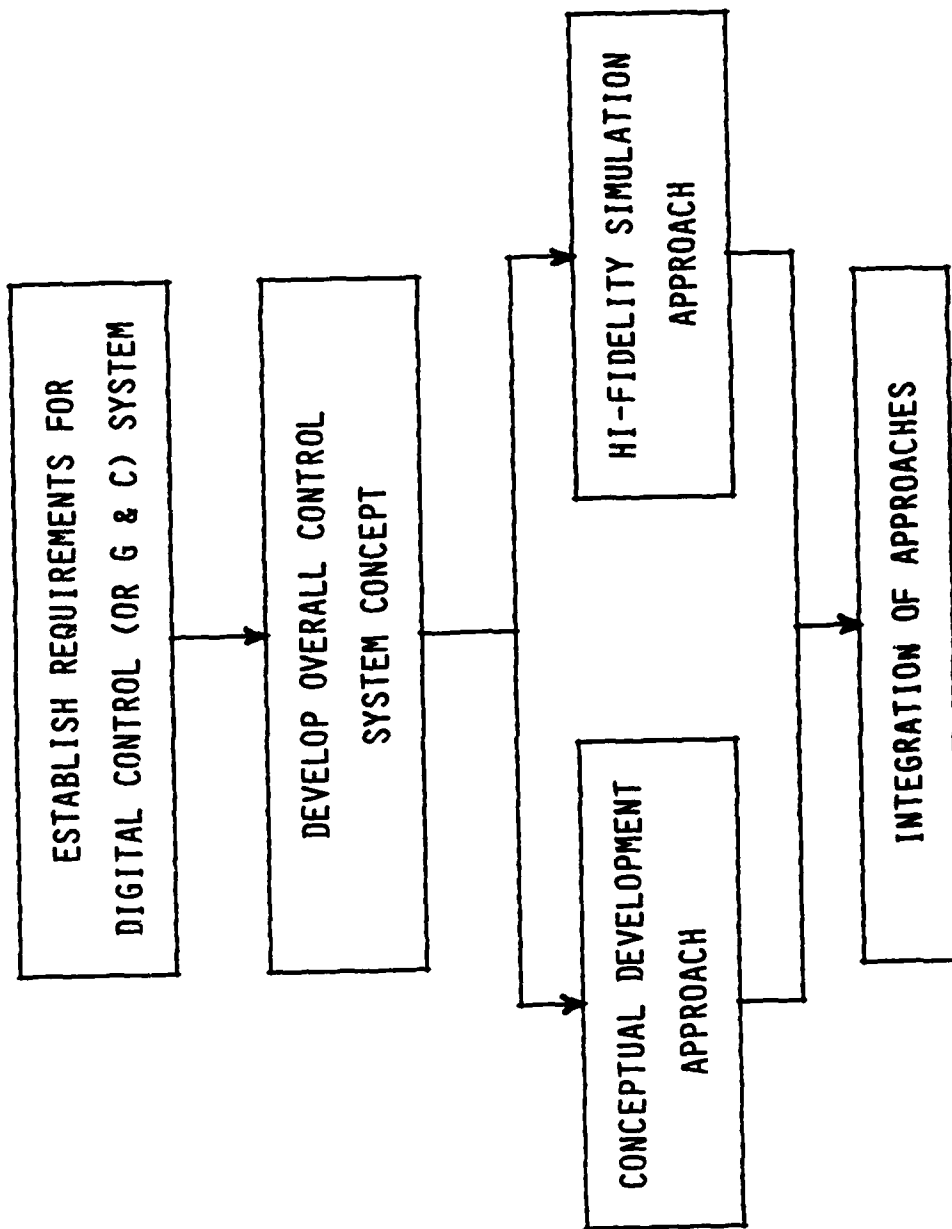 ESTABLISH REQUIREMENTS FOR
DIGITAL CONTROL (OR G & C) SYSTEM
DEVELOP OVERALL CONTROL
SYSTEM CONCEPT
CONCEPTUAL DEVELOPMENT
APPROACH
HI-FIDELITY SIMULATION
APPROACH
INTEGRATION OF APPROACHES